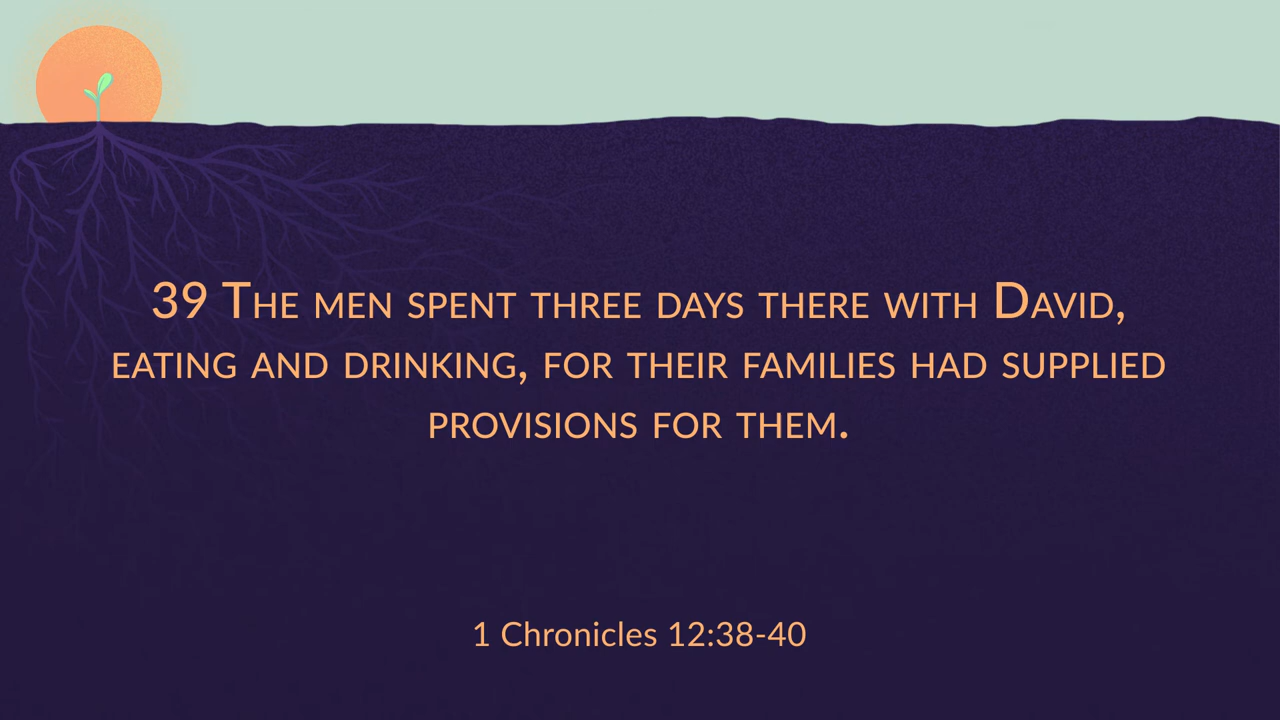 39 The men spent three days there with David,
eating and drinking, for their families had supplied
provisions for them.
1 Chronicles 12:38-40